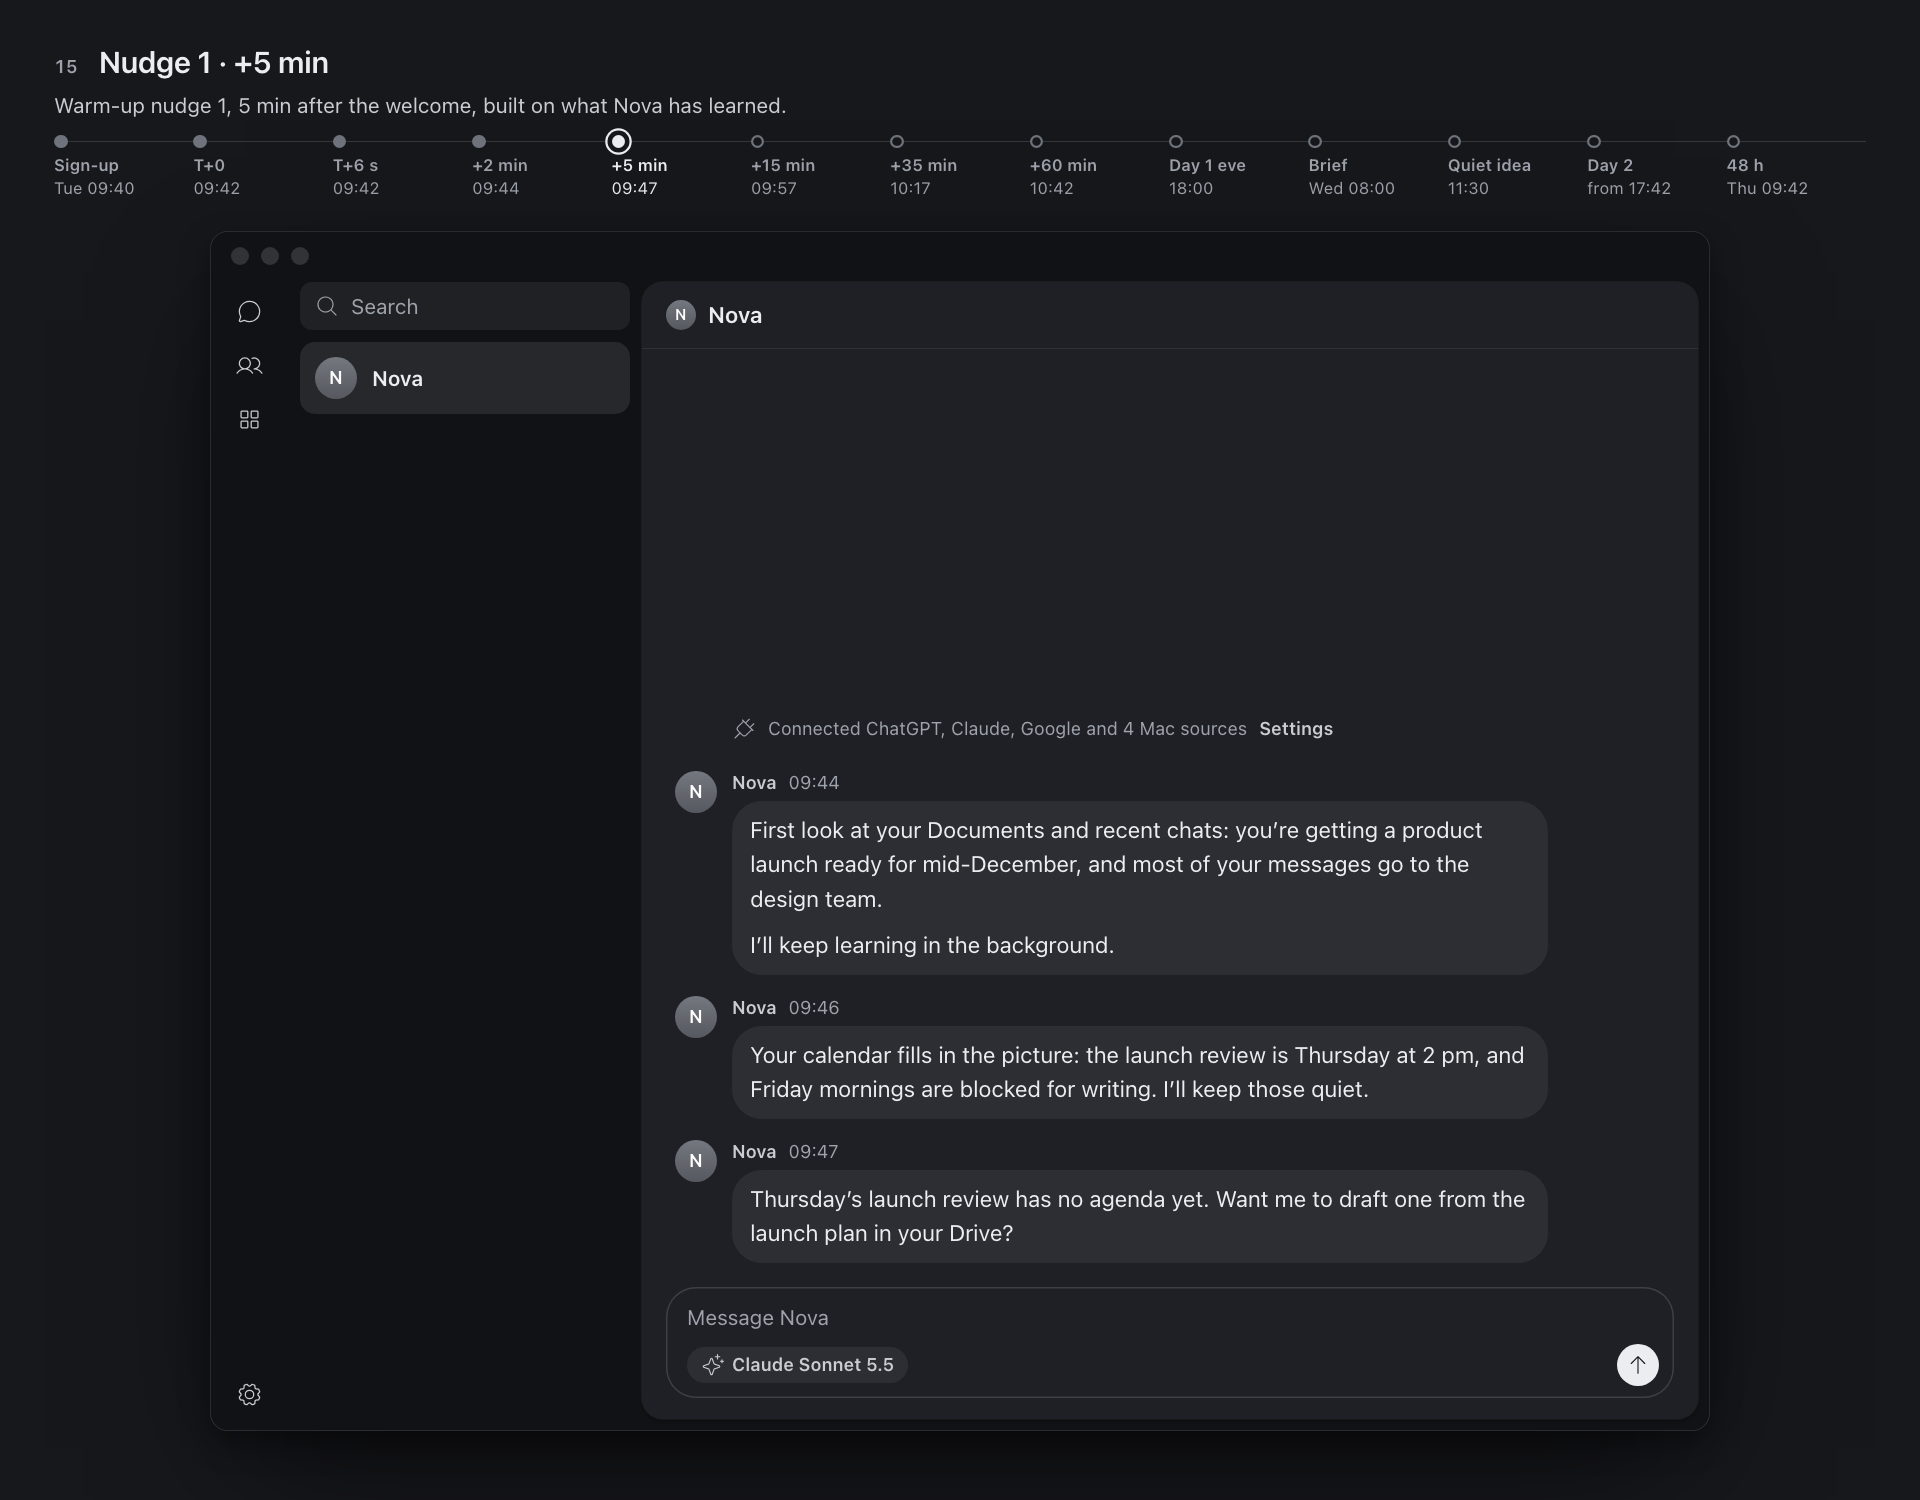 15 Nudge 1 · +5 min
Warm-up nudge 1, 5 min after the welcome, built on what Nova has learned.
Sign-up T+0 T+6 s +2 min +5 min +15 min +35 min +60 min Day 1 eve Brief Quiet idea Day 2 48 h
Tue 09:40 09:42 09:42 09:44 09:47 09:57 10:17 10:42 18:00 Wed 08:00 11:30 from 17:42 Thu 09:42
Search
N Nova
N Nova
Connected ChatGPT, Claude, Google and 4 Mac sources Settings
N Nova 09:44
First look at your Documents and recent chats: you’re getting a product
launch ready for mid-December, and most of your messages go to the
design team.
I’ll keep learning in the background.
N Nova 09:46
Your calendar fills in the picture: the launch review is Thursday at 2 pm, and
Friday mornings are blocked for writing. I’ll keep those quiet.
N Nova 09:47
Thursday’s launch review has no agenda yet. Want me to draft one from the
launch plan in your Drive?
Message Nova
Claude Sonnet 5.5